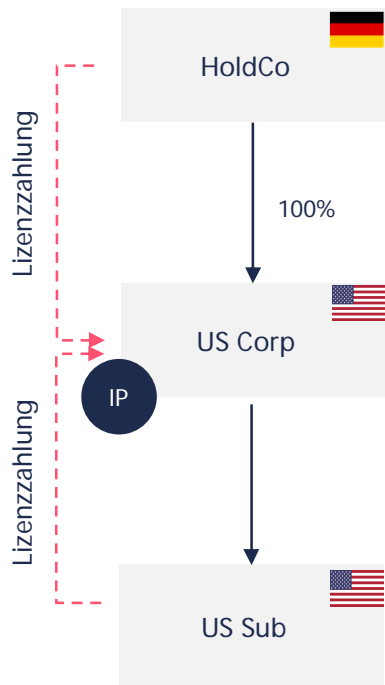 HoldCo
Lizenzzahlung
100%
US Corp
IP
Lizenzzahlung
US Sub